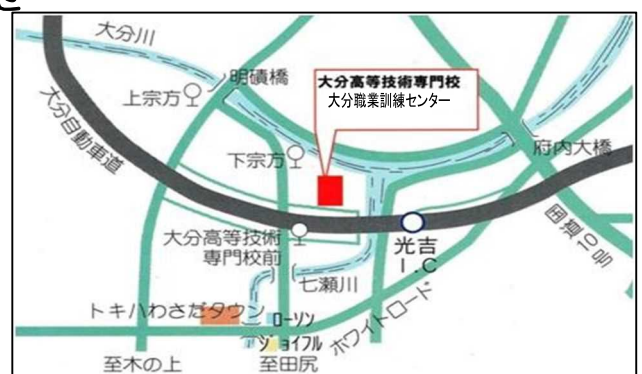 大分川
明磧橋
上宗方
大分高等技術専門校
大分職業訓練センター
大分自動車道
下宗方
府内大橋
国道10号
大分高等技術
専門校前
光吉
I.C
七瀬川
トキハわさだタウン
ローソン
ホワイトロード
ジョイフル
至木の上
至田尻